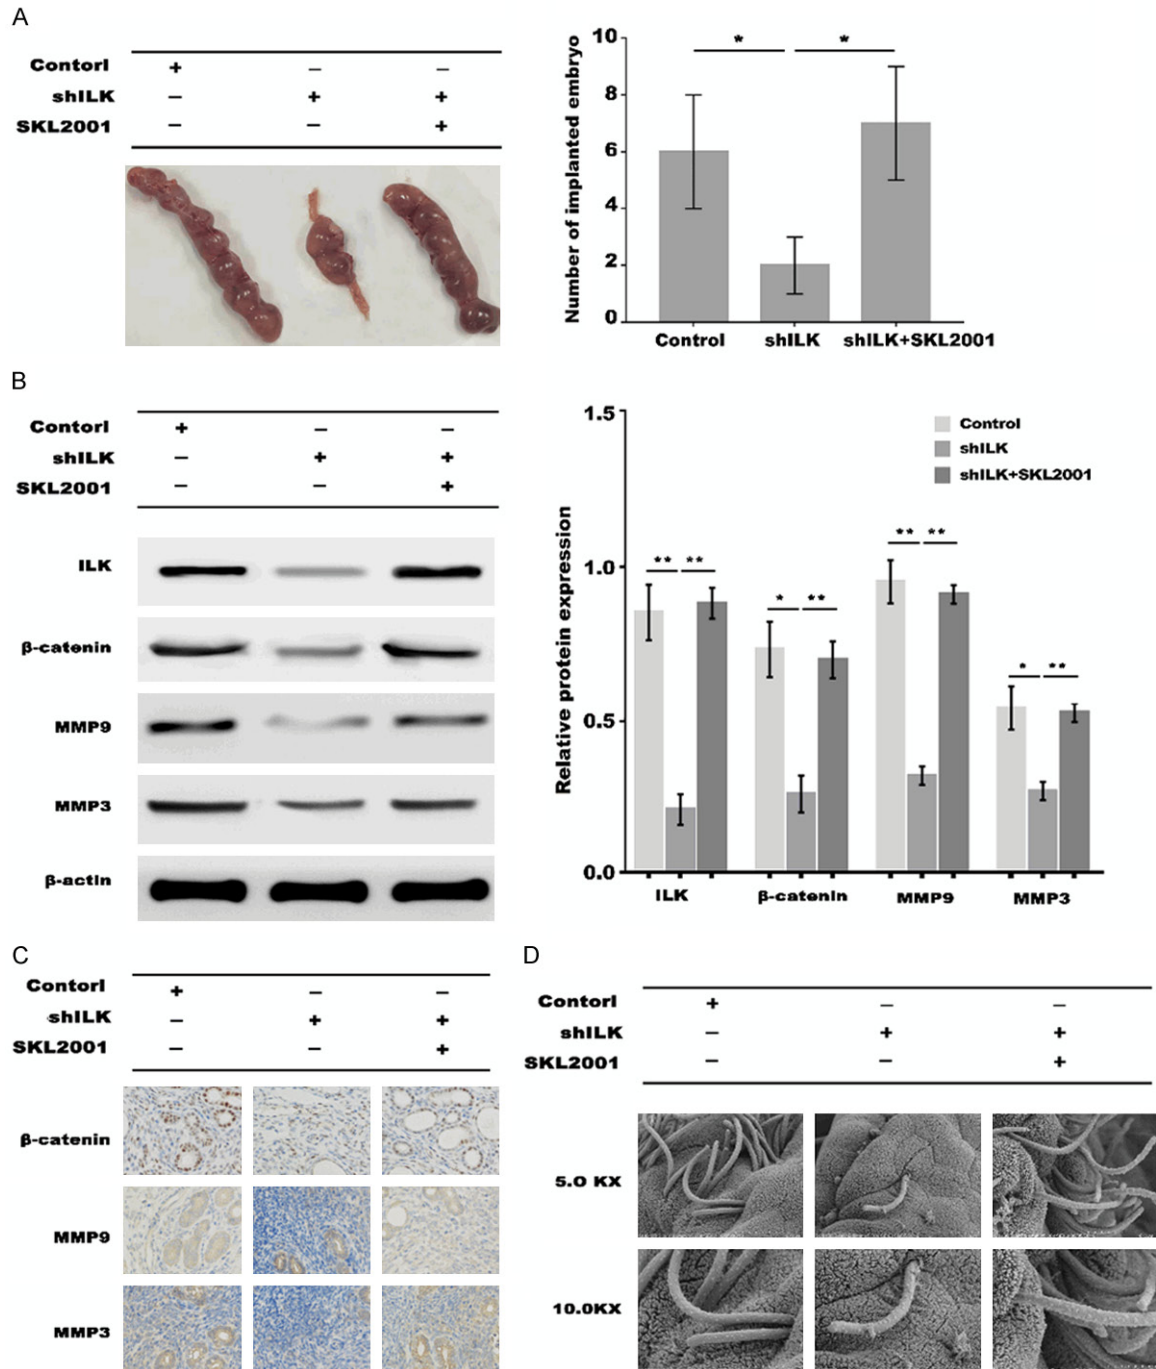 A
Contorl + – –
shILK – + +
SKL2001 – – +
Number of implanted embryo
10
8
6
4
2
0
* *
Control shILK shILK+SKL2001
B
Contorl + – –
shILK – + +
SKL2001 – – +
ILK
β-catenin
MMP9
MMP3
β-actin
Relative protein expression
1.5
1.0
0.5
0.0
Control
shILK
shILK+SKL2001
** **
* **
** **
* **
ILK β-catenin MMP9 MMP3
C
Contorl + – –
shILK – + +
SKL2001 – – +
β-catenin
MMP9
MMP3
D
Contorl + – –
shILK – + +
SKL2001 – – +
5.0 KX
10.0KX